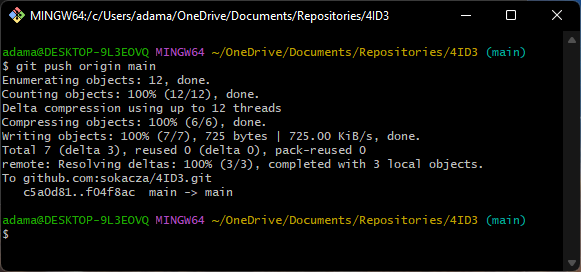 MINGW64:/c/Users/adama/OneDrive/Documents/Repositories/4ID3
adama@DESKTOP-9L3EOVQ MINGW64 ~/OneDrive/Documents/Repositories/4ID3 (main)
$ git push origin main
Enumerating objects: 12, done.
Counting objects: 100% (12/12), done.
Delta compression using up to 12 threads
Compressing objects: 100% (6/6), done.
Writing objects: 100% (7/7), 725 bytes | 725.00 KiB/s, done.
Total 7 (delta 3), reused 0 (delta 0), pack-reused 0
remote: Resolving deltas: 100% (3/3), completed with 3 local objects.
To github.com:sokacza/4ID3.git
   c5a0d81..f04f8ac  main -> main
adama@DESKTOP-9L3EOVQ MINGW64 ~/OneDrive/Documents/Repositories/4ID3 (main)
$